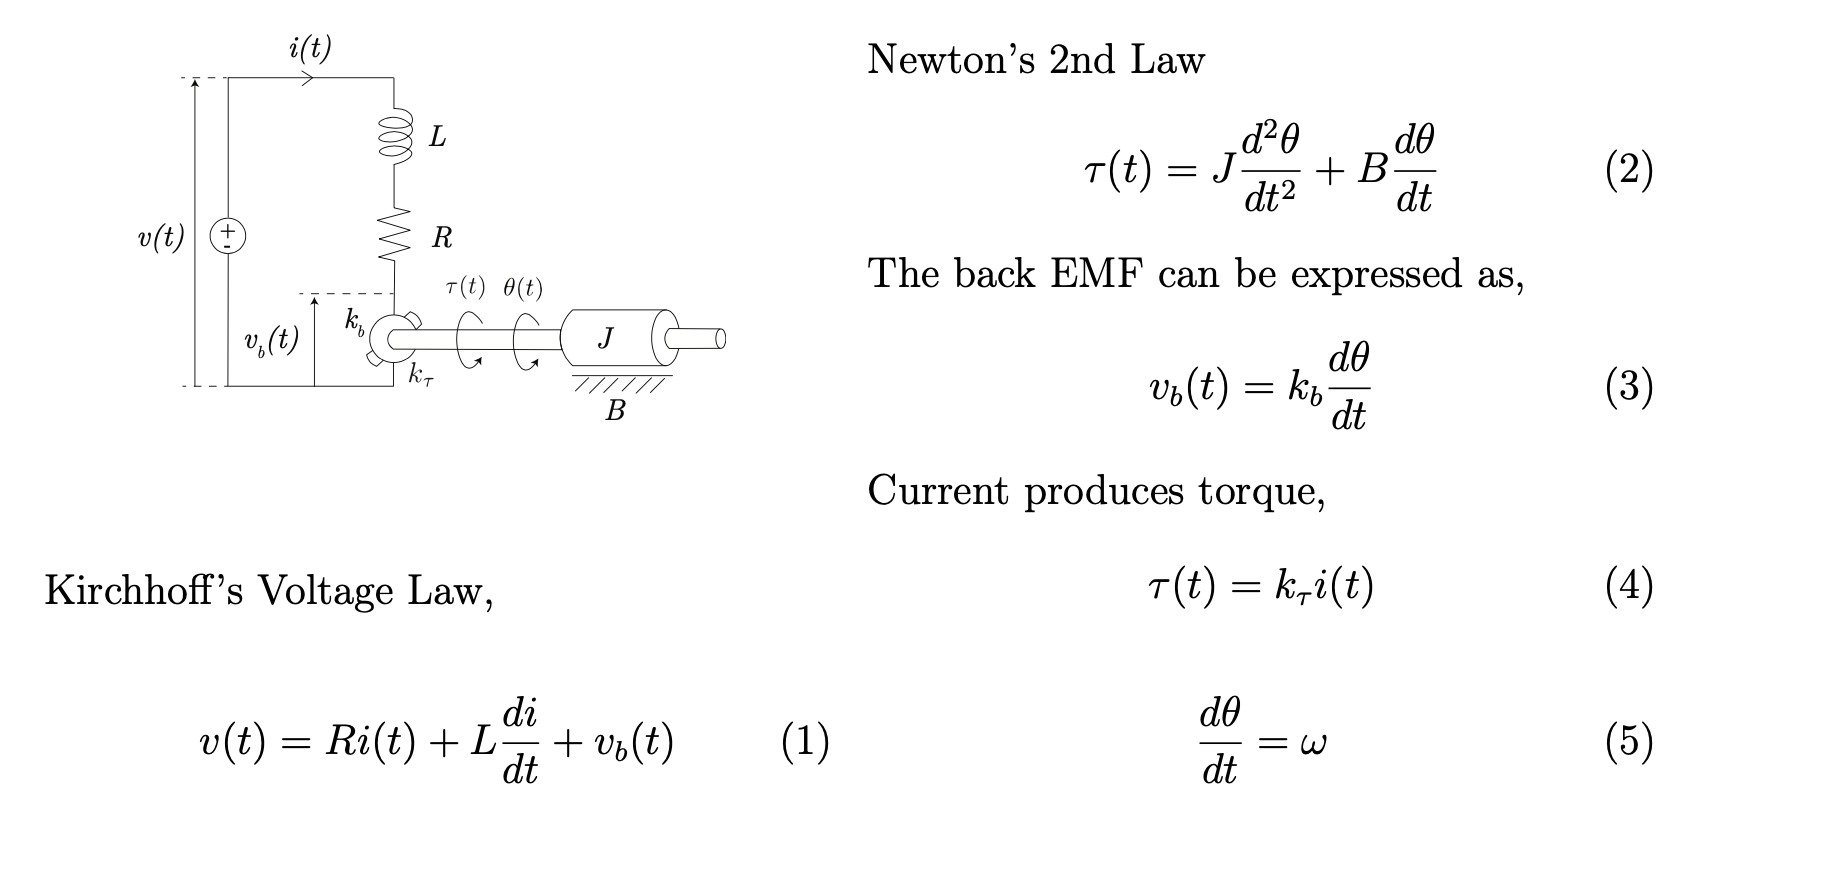 i(t)
L
v(t)
+
-
R
τ(t) θ(t)
k_b
v_b(t)
J
k_τ
B
Kirchhoff's Voltage Law,
v(t) = Ri(t) + L di/dt + v_b(t) (1)
Newton's 2nd Law
τ(t) = J d²θ/dt² + B dθ/dt (2)
The back EMF can be expressed as,
v_b(t) = k_b dθ/dt (3)
Current produces torque,
τ(t) = k_τ i(t) (4)
dθ/dt = ω (5)